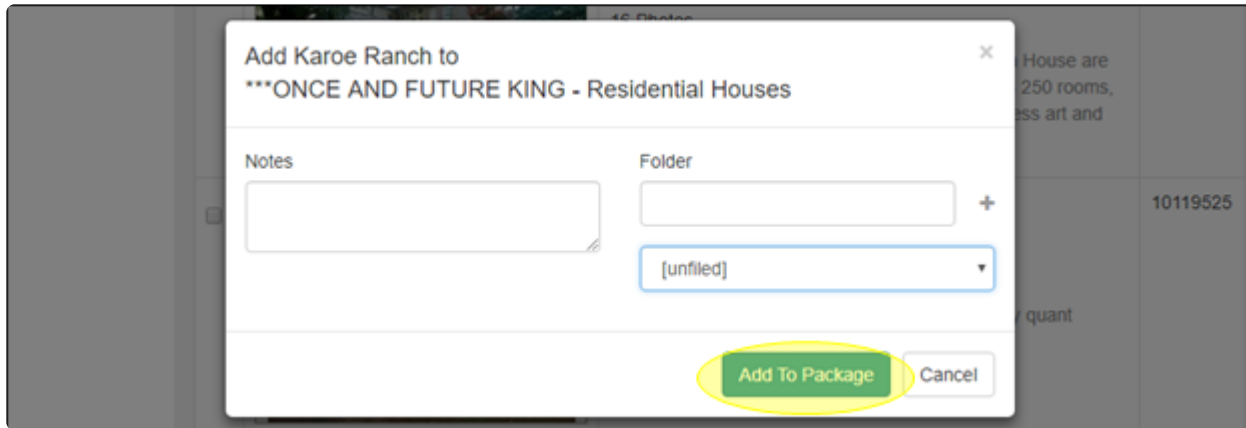 16 Photos
Add Karoe Ranch to
×
***ONCE AND FUTURE KING - Residential Houses
House are
250 rooms,
ess art and
Notes
Folder
+
10119525
[unfiled]
quant
Add To Package
Cancel